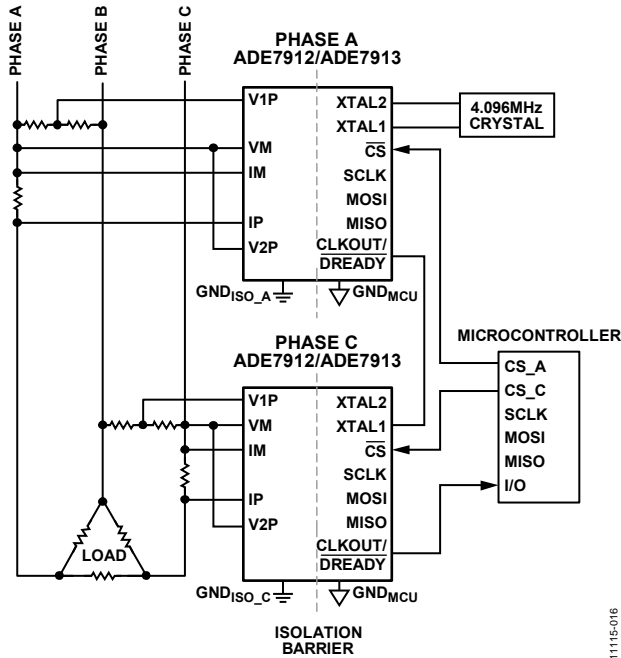 PHASE A
PHASE B
PHASE C
PHASE A
ADE7912/ADE7913
V1P
VM
IM
IP
V2P
XTAL2
XTAL1
CS
SCLK
MOSI
MISO
CLKOUT/
DREADY
4.096MHz
CRYSTAL
GNDISO_A
GNDMCU
PHASE C
ADE7912/ADE7913
V1P
VM
IM
IP
V2P
XTAL2
XTAL1
CS
SCLK
MOSI
MISO
CLKOUT/
DREADY
MICROCONTROLLER
CS_A
CS_C
SCLK
MOSI
MISO
I/O
LOAD
GNDISO_C
GNDMCU
ISOLATION
BARRIER
11115-016